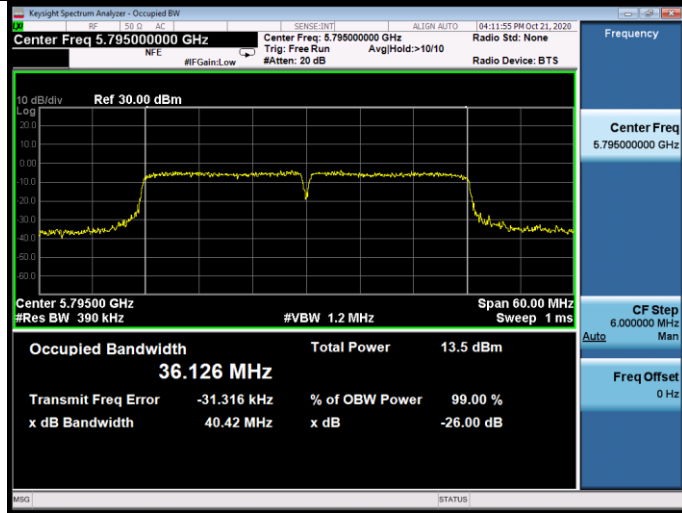 Keysight Spectrum Analyzer - Occupied BW
RF 50 Ω AC SENSE:INT ALIGN AUTO 04:11:55 PM Oct 21, 2020
Center Freq 5.795000000 GHz Center Freq: 5.795000000 GHz Radio Std: None Frequency
NFE Trig: Free Run Avg|Hold:>10/10
#IFGain:Low #Atten: 20 dB Radio Device: BTS
10 dB/div Ref 30.00 dBm
Log
20.0
10.0
0.00
-10.0
-20.0
-30.0
-40.0
-50.0
-60.0
Center 5.79500 GHz Span 60.00 MHz
#Res BW 390 kHz #VBW 1.2 MHz Sweep 1 ms
Occupied Bandwidth Total Power 13.5 dBm
36.126 MHz
Transmit Freq Error -31.316 kHz % of OBW Power 99.00 %
x dB Bandwidth 40.42 MHz x dB -26.00 dB
Center Freq
5.795000000 GHz
CF Step
6.000000 MHz
Auto Man
Freq Offset
0 Hz
MSG STATUS